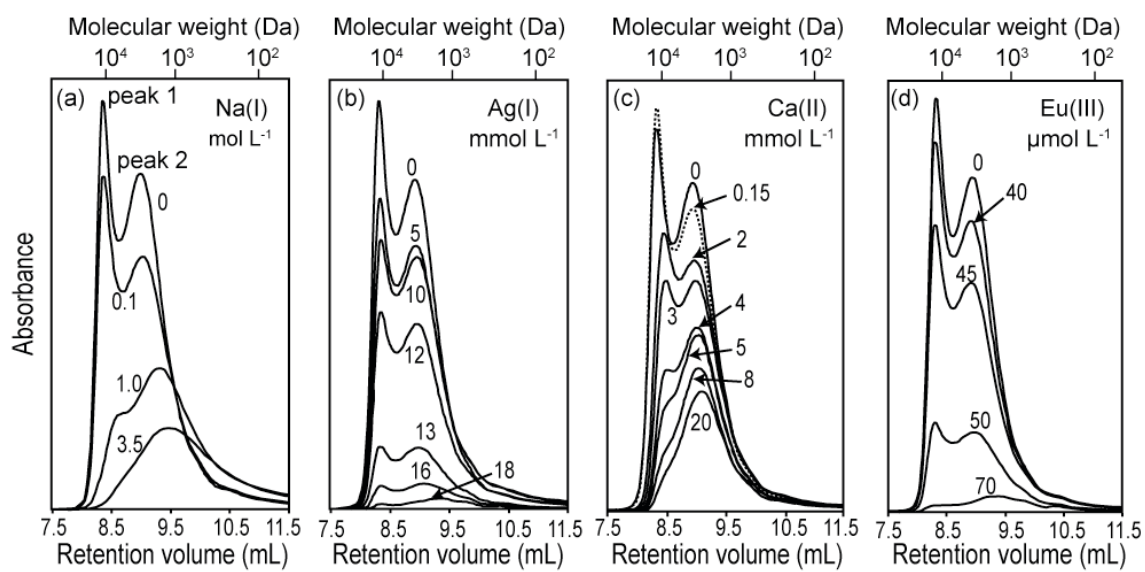 Molecular weight (Da) Molecular weight (Da) Molecular weight (Da) Molecular weight (Da)
10⁴ 10³ 10² 10⁴ 10³ 10² 10⁴ 10³ 10² 10⁴ 10³ 10²
(a) peak 1 Na(I) mol L⁻¹
peak 2
0
0.1
1.0
3.5
(b) Ag(I) mmol L⁻¹
0
5
10
12
13
16
18
(c) Ca(II) mmol L⁻¹
0
0.15
2
3
4
5
8
20
(d) Eu(III) μmol L⁻¹
0
40
45
50
70
Absorbance
7.5 8.5 9.5 10.5 11.5 7.5 8.5 9.5 10.5 11.5 7.5 8.5 9.5 10.5 11.5 7.5 8.5 9.5 10.5 11.5
Retention volume (mL) Retention volume (mL) Retention volume (mL) Retention volume (mL)